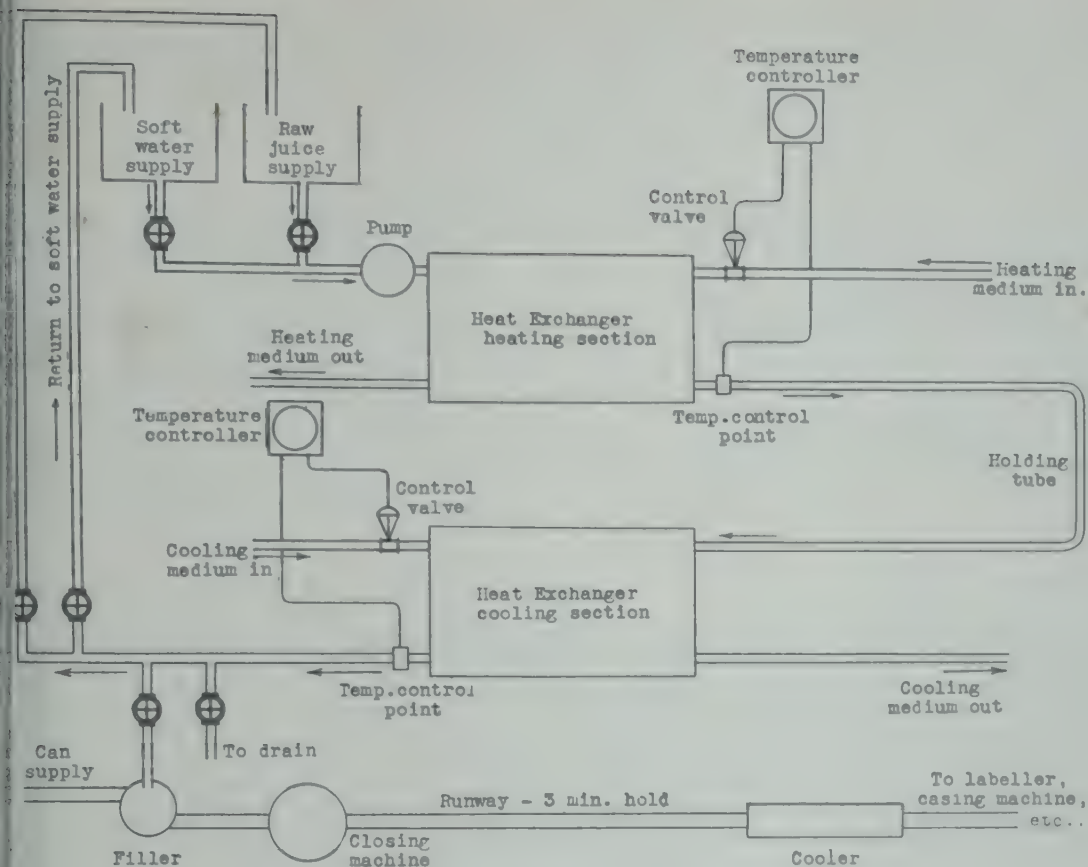 Return to soft water supply
Soft
water
supply
Raw
juice
supply
Pump
Temperature
controller
Control
valve
Heating
medium in.
Heat Exchanger
heating section
Heating
medium out
Temp.control
point
Holding
tube
Temperature
controller
Control
valve
Cooling
medium in
Heat Exchanger
cooling section
Temp.control
point
Cooling
medium out
To drain
Can
supply
Filler
Closing
machine
Runway - 3 min. hold
Cooler
To labeller,
casing machine,
etc..